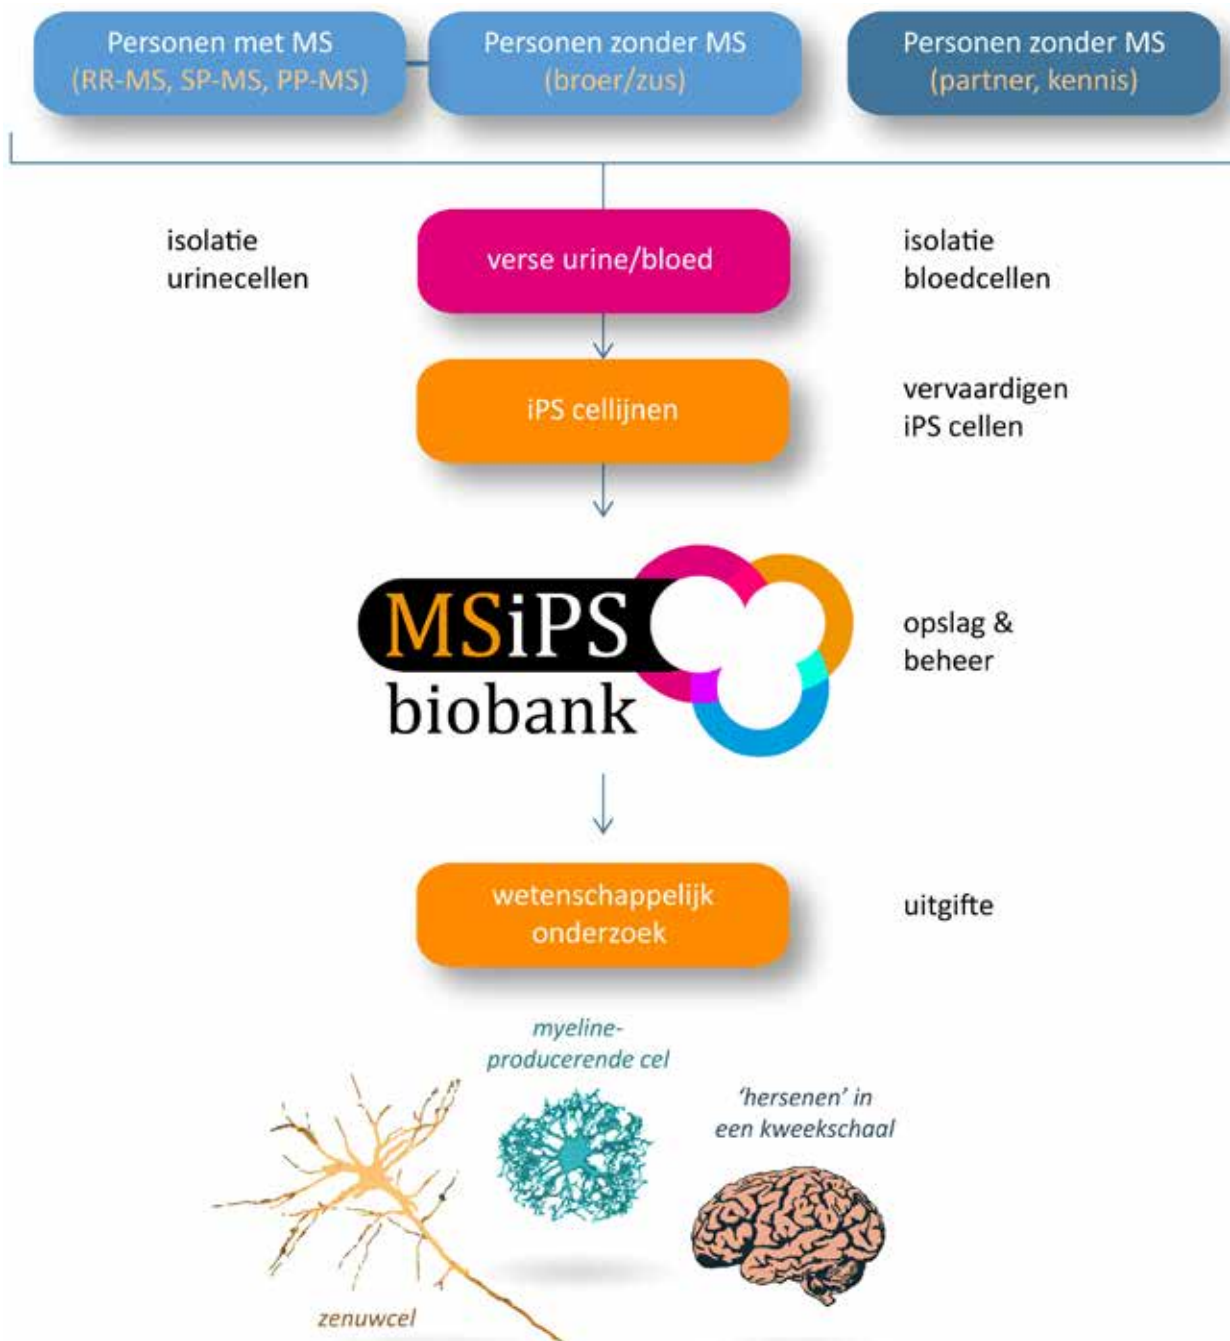 Personen met MS
(RR-MS, SP-MS, PP-MS)
Personen zonder MS
(broer/zus)
Personen zonder MS
(partner, kennis)
isolatie
urinecellen
verse urine/bloed
isolatie
bloedcellen
iPS cellijnen
vervaardigen
iPS cellen
MSiPS
biobank
opslag &
beheer
wetenschappelijk
onderzoek
uitgifte
myeline-
producerende cel
‘hersenen’ in
een kweekschaal
zenuwcel